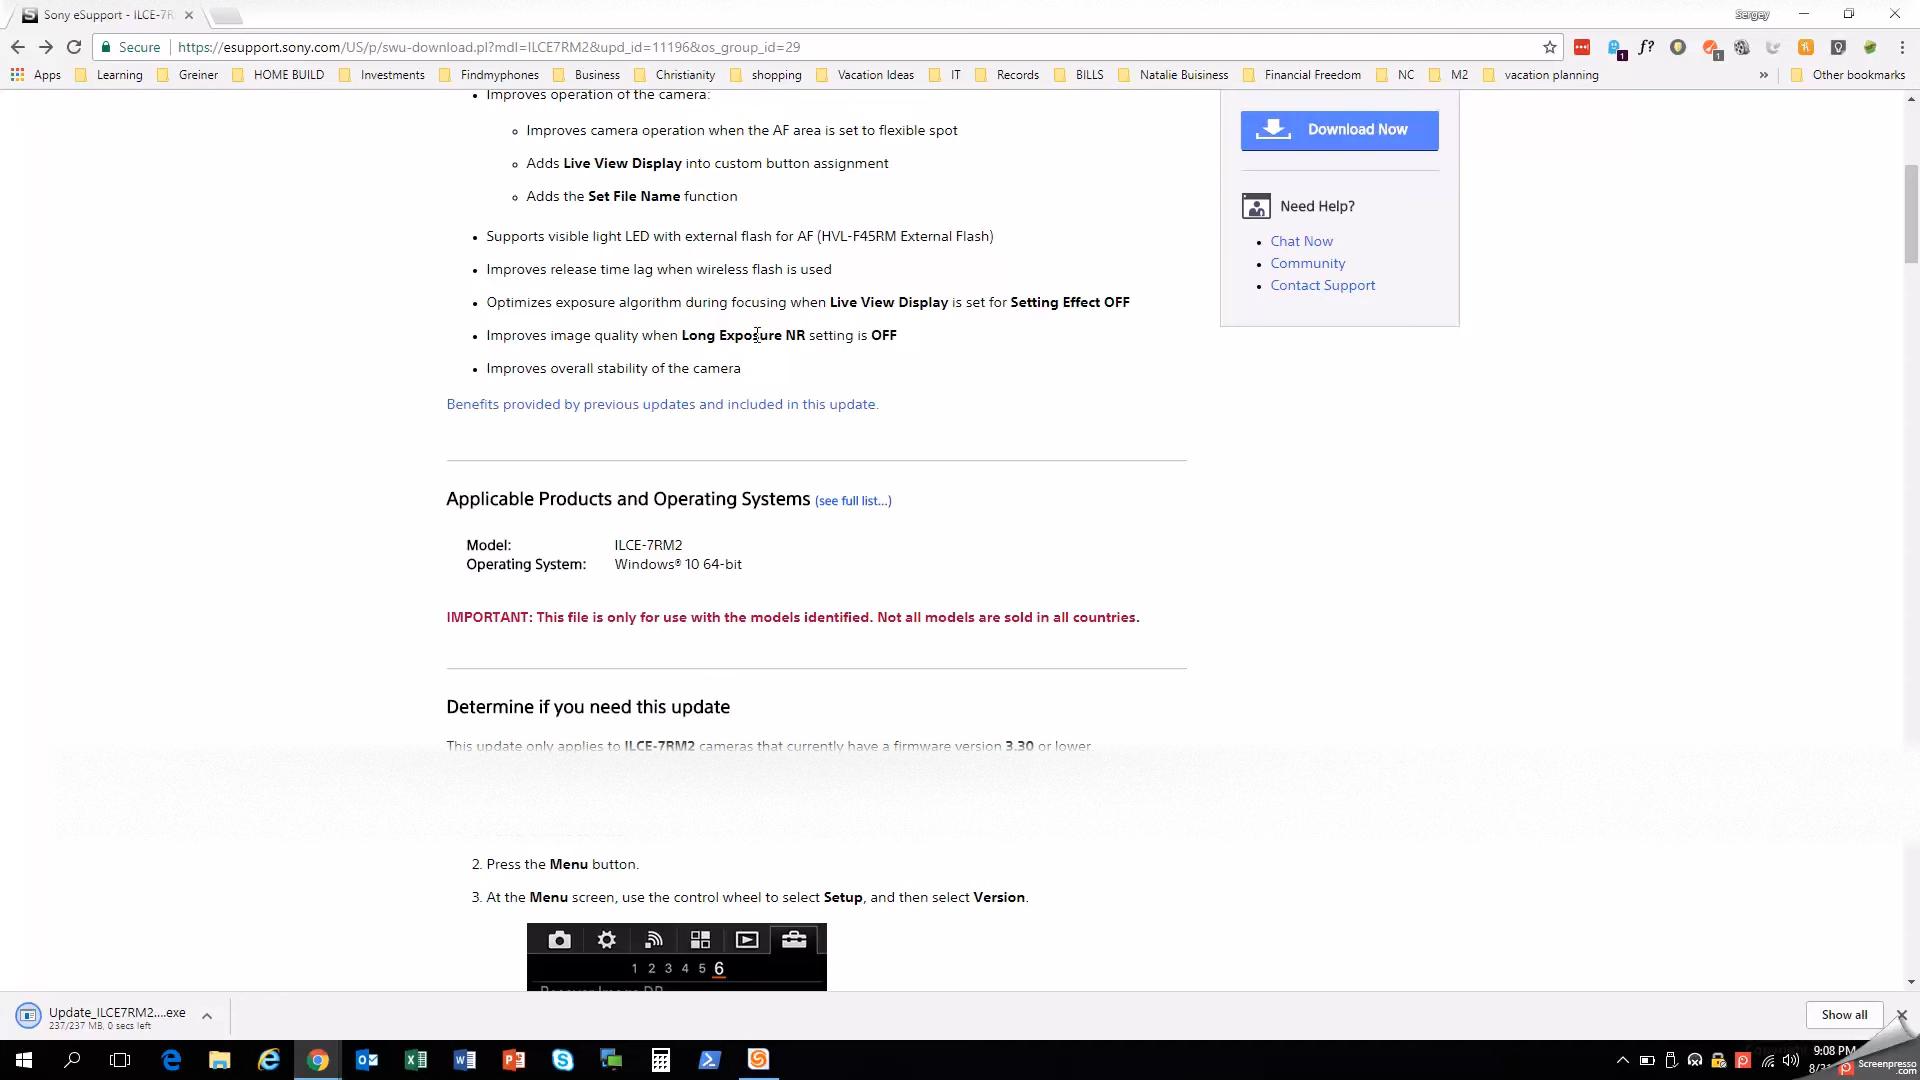 Sony eSupport - ILCE-7R
Sergey
Secure
https://esupport.sony.com/US/p/swu-download.pl?mdl=ILCE7RM2&upd_id=11196&os_group_id=29
Apps
Learning
Greiner
HOME BUILD
Investments
Findmyphones
Business
Christianity
shopping
Vacation Ideas
IT
Records
BILLS
Natalie Buisiness
Financial Freedom
NC
M2
vacation planning
»
Other bookmarks
• Improves operation of the camera:
Improves camera operation when the AF area is set to flexible spot
Adds Live View Display into custom button assignment
Adds the Set File Name function
• Supports visible light LED with external flash for AF (HVL-F45RM External Flash)
• Improves release time lag when wireless flash is used
• Optimizes exposure algorithm during focusing when Live View Display is set for Setting Effect OFF
• Improves image quality when Long Exposure NR setting is OFF
• Improves overall stability of the camera
Benefits provided by previous updates and included in this update.
Download Now
Need Help?
• Chat Now
• Community
• Contact Support
Applicable Products and Operating Systems (see full list...)
Model: ILCE-7RM2
Operating System: Windows® 10 64-bit
IMPORTANT: This file is only for use with the models identified. Not all models are sold in all countries.
Determine if you need this update
This update only applies to ILCE-7RM2 cameras that currently have a firmware version 3.30 or lower.
2. Press the Menu button.
3. At the Menu screen, use the control wheel to select Setup, and then select Version.
1 2 3 4 5 6
Update_ILCE7RM2....exe
237/237 MB, 0 secs left
Show all
9:08 PM
Screenpresso
.com